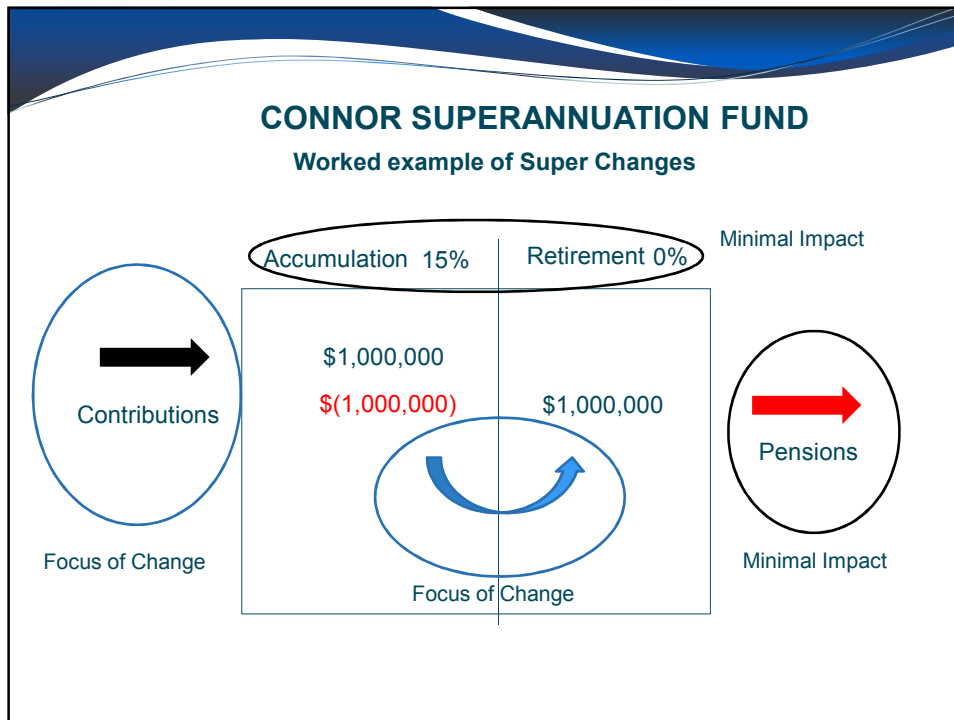 CONNOR SUPERANNUATION FUND
Worked example of Super Changes
Minimal Impact
Accumulation 15%
Retirement 0%
$1,000,000
Contributions
$(1,000,000)
$1,000,000
Pensions
Focus of Change
Minimal Impact
Focus of Change